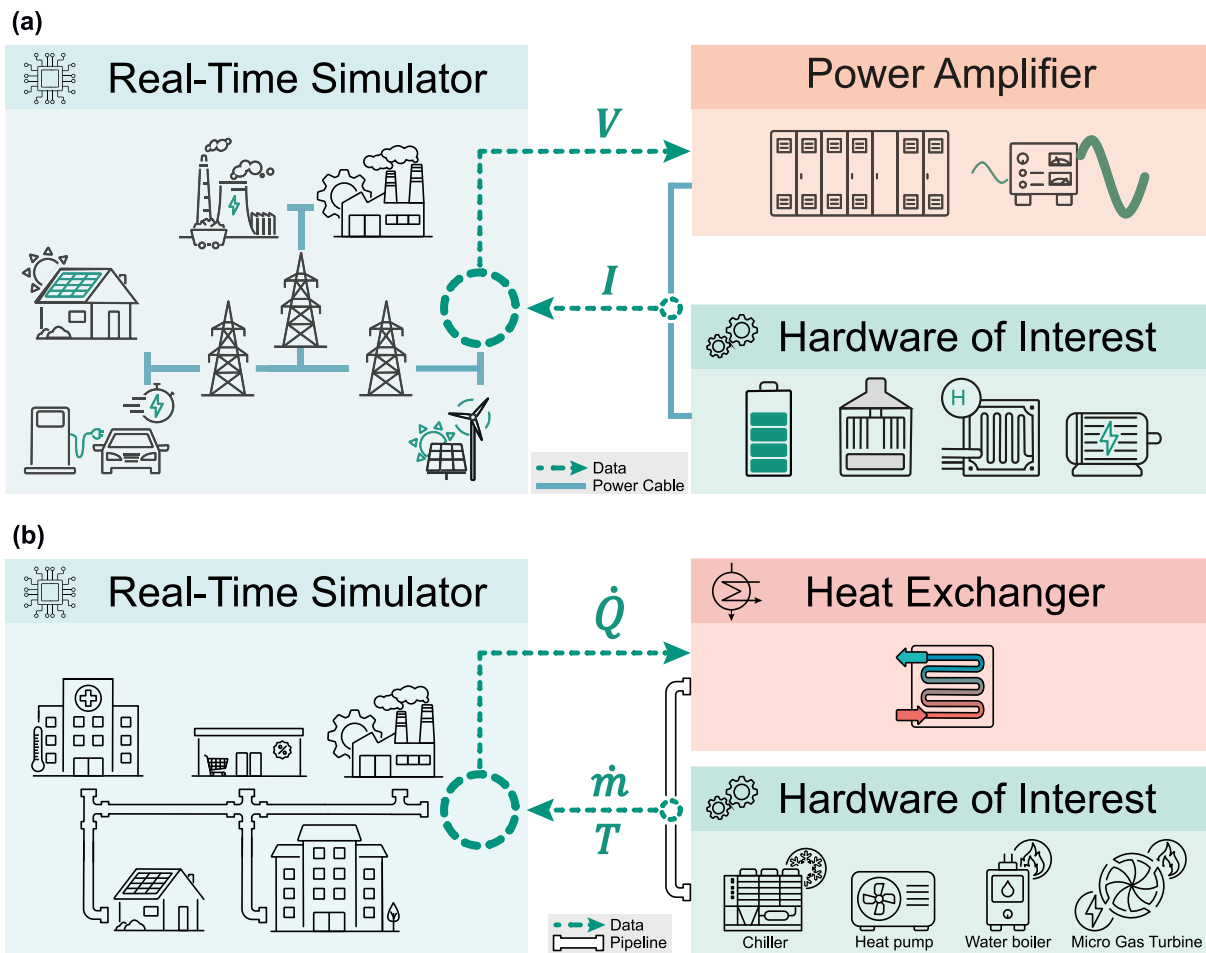 (a)
Real-Time Simulator
Power Amplifier
V
I
Hardware of Interest
H
Data
Power Cable
(b)
Real-Time Simulator
Heat Exchanger
Q̇
ṁ
T
Hardware of Interest
%
Chiller
Heat pump
Water boiler
Micro Gas Turbine
Data
Pipeline